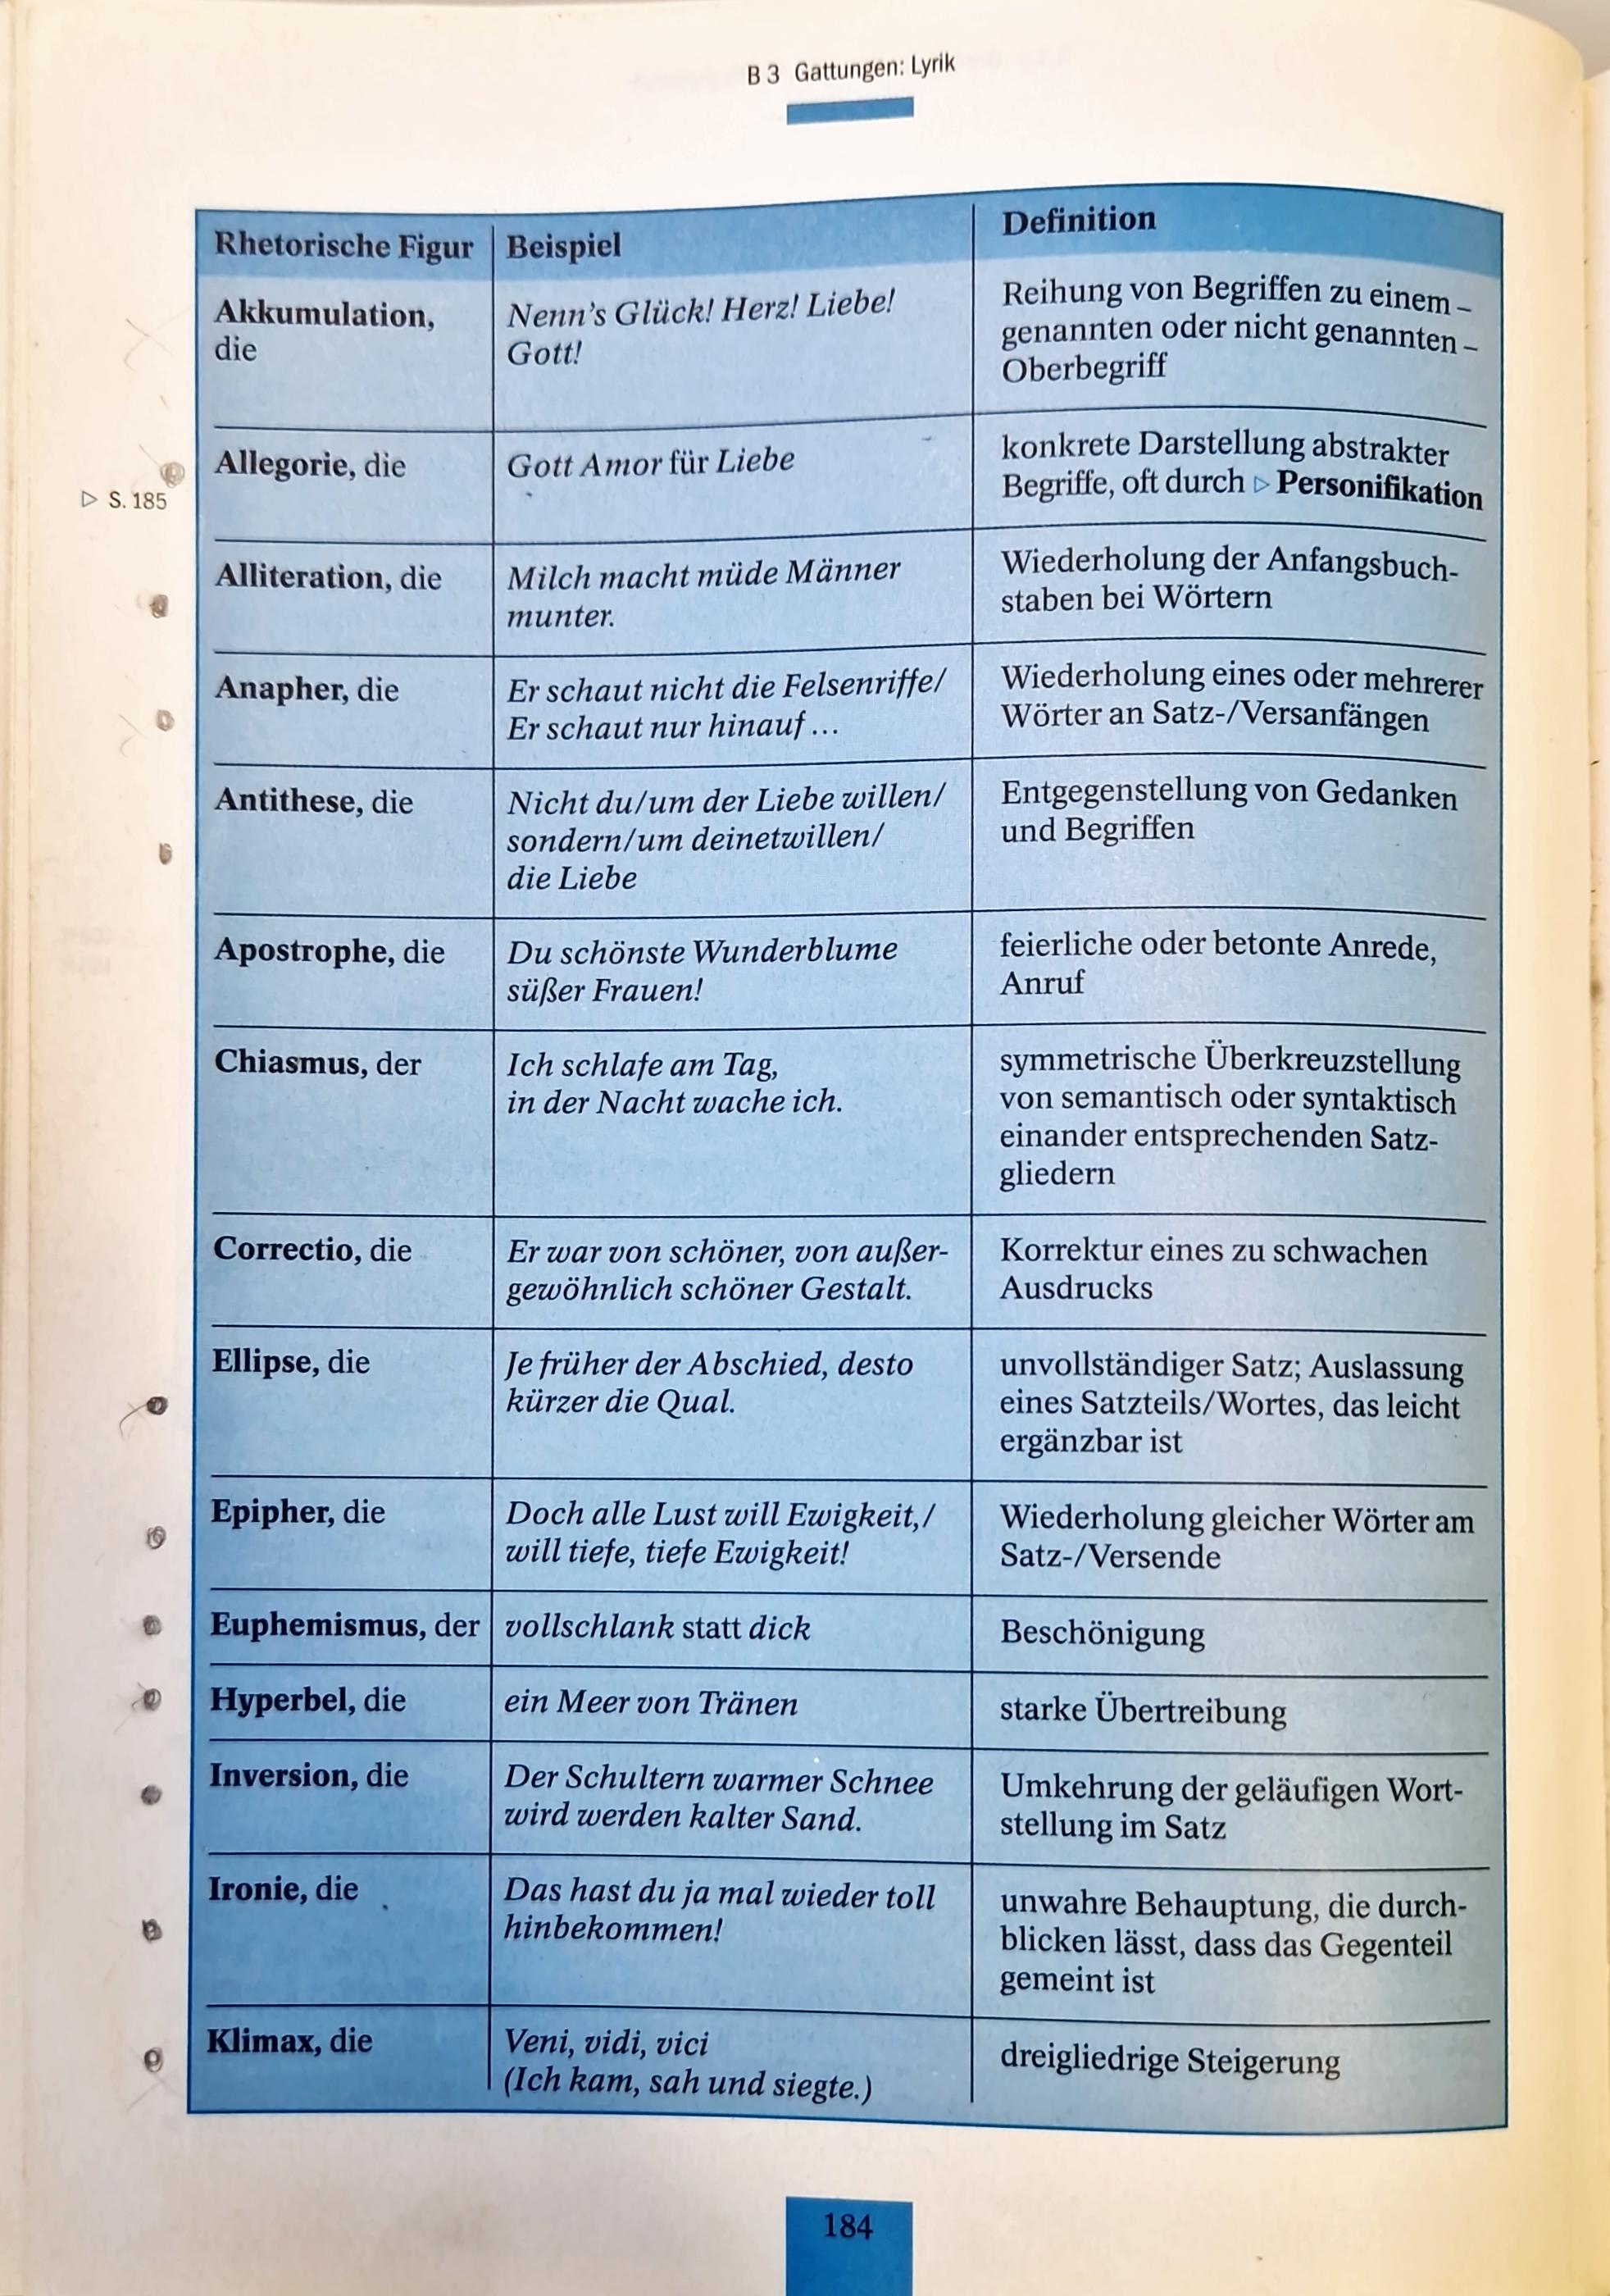 B 3 Gattungen: Lyrik
Rhetorische Figur
Beispiel
Definition
Akkumulation,
die
Nenn's Glück! Herz! Liebe!
Gott!
Reihung von Begriffen zu einem –
genannten oder nicht genannten –
Oberbegriff
▷ S. 185
Allegorie, die
Gott Amor für Liebe
konkrete Darstellung abstrakter
Begriffe, oft durch ▷ Personifikation
Alliteration, die
Milch macht müde Männer
munter.
Wiederholung der Anfangsbuch-
staben bei Wörtern
Anapher, die
Er schaut nicht die Felsenriffe/
Er schaut nur hinauf ...
Wiederholung eines oder mehrerer
Wörter an Satz-/Versanfängen
Antithese, die
Nicht du/um der Liebe willen/
sondern/um deinetwillen/
die Liebe
Entgegenstellung von Gedanken
und Begriffen
Apostrophe, die
Du schönste Wunderblume
süßer Frauen!
feierliche oder betonte Anrede,
Anruf
Chiasmus, der
Ich schlafe am Tag,
in der Nacht wache ich.
symmetrische Überkreuzstellung
von semantisch oder syntaktisch
einander entsprechenden Satz-
gliedern
Correctio, die
Er war von schöner, von außer-
gewöhnlich schöner Gestalt.
Korrektur eines zu schwachen
Ausdrucks
Ellipse, die
Je früher der Abschied, desto
kürzer die Qual.
unvollständiger Satz; Auslassung
eines Satzteils/Wortes, das leicht
ergänzbar ist
Epipher, die
Doch alle Lust will Ewigkeit,/
will tiefe, tiefe Ewigkeit!
Wiederholung gleicher Wörter am
Satz-/Versende
Euphemismus, der
vollschlank statt dick
Beschönigung
Hyperbel, die
ein Meer von Tränen
starke Übertreibung
Inversion, die
Der Schultern warmer Schnee
wird werden kalter Sand.
Umkehrung der geläufigen Wort-
stellung im Satz
Ironie, die
Das hast du ja mal wieder toll
hinbekommen!
unwahre Behauptung, die durch-
blicken lässt, dass das Gegenteil
gemeint ist
Klimax, die
Veni, vidi, vici
(Ich kam, sah und siegte.)
dreigliedrige Steigerung
184